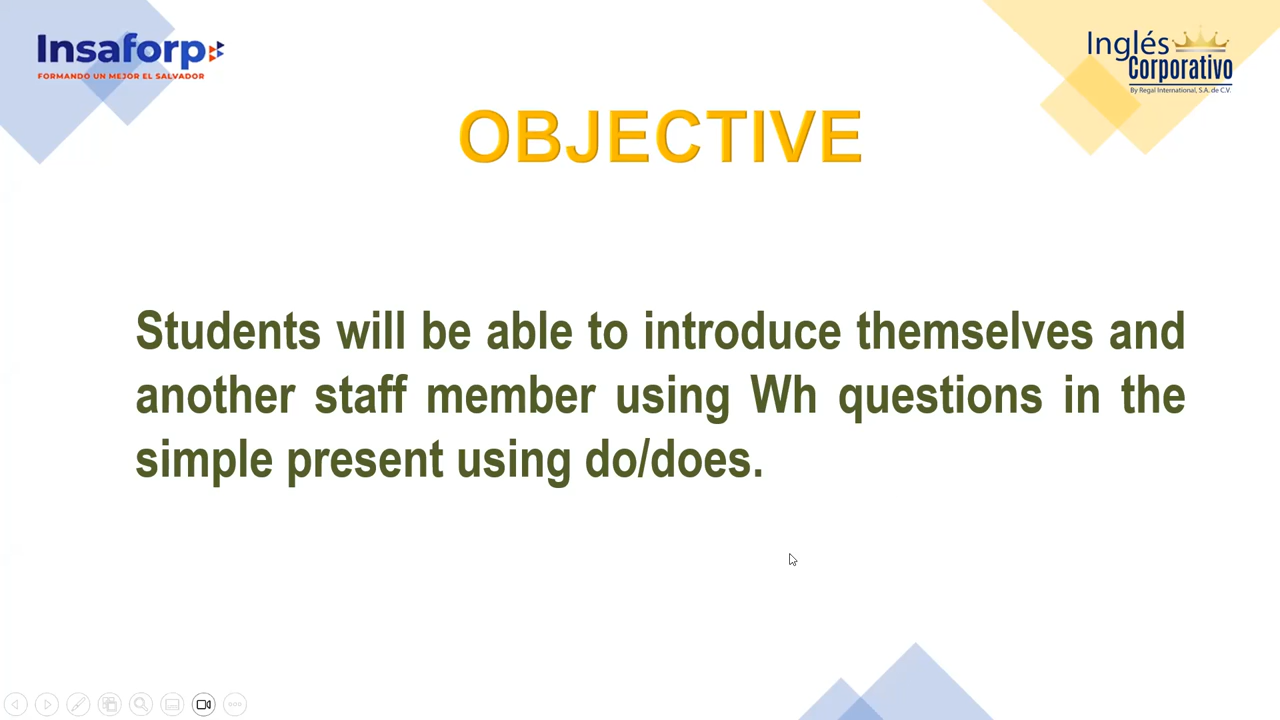 Insaforp
FORMANDO UN MEJOR EL SALVADOR
Inglés
Corporativo
By Regal International, S.A. de C.V.
OBJECTIVE
Students will be able to introduce themselves and
another staff member using Wh questions in the
simple present using do/does.